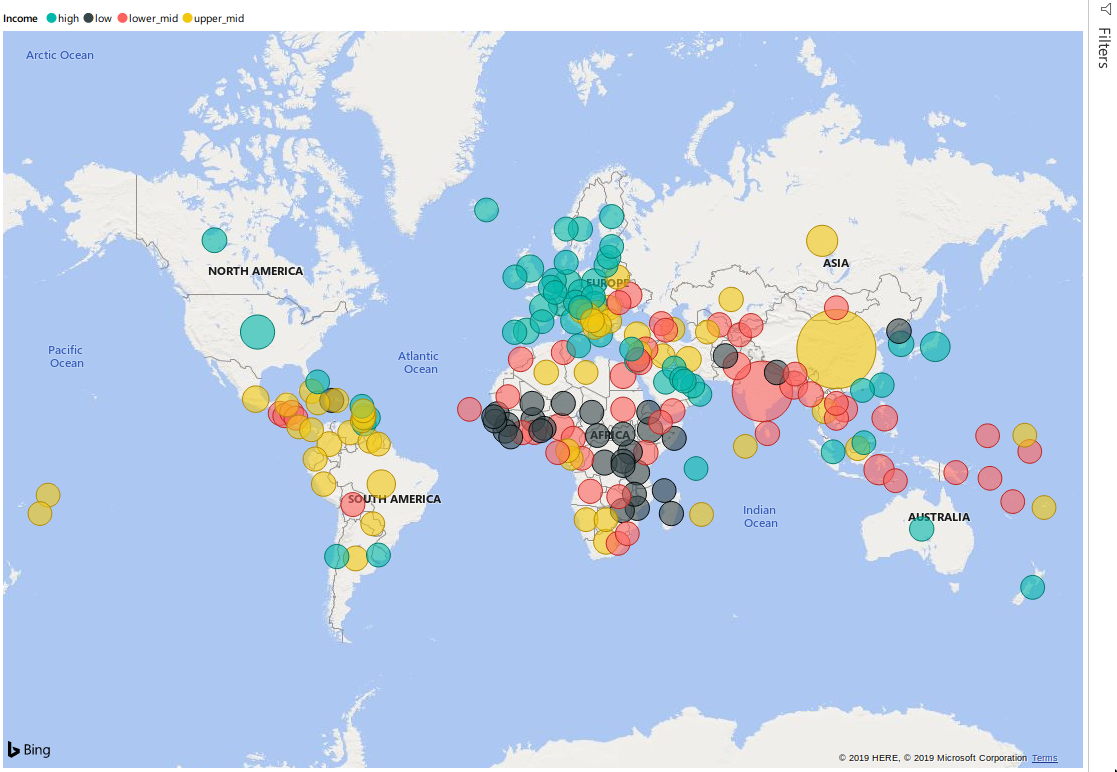 Income high low lower_mid upper_mid
Filters
Arctic Ocean
NORTH AMERICA
EUROPE
ASIA
Pacific
Ocean
Atlantic
Ocean
AFRICA
SOUTH AMERICA
Indian
Ocean
AUSTRALIA
Bing
© 2019 HERE, © 2019 Microsoft Corporation Terms